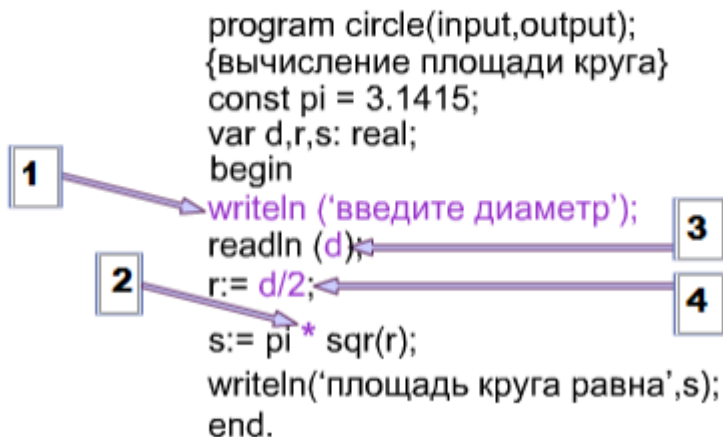 program circle(input,output);
{вычисление площади круга}
const pi = 3.1415;
var d,r,s: real;
begin
1
writeln (‘введите диаметр’);
readln (d);
3
2
r:= d/2;
4
s:= pi * sqr(r);
writeln(‘площадь круга равна’,s);
end.